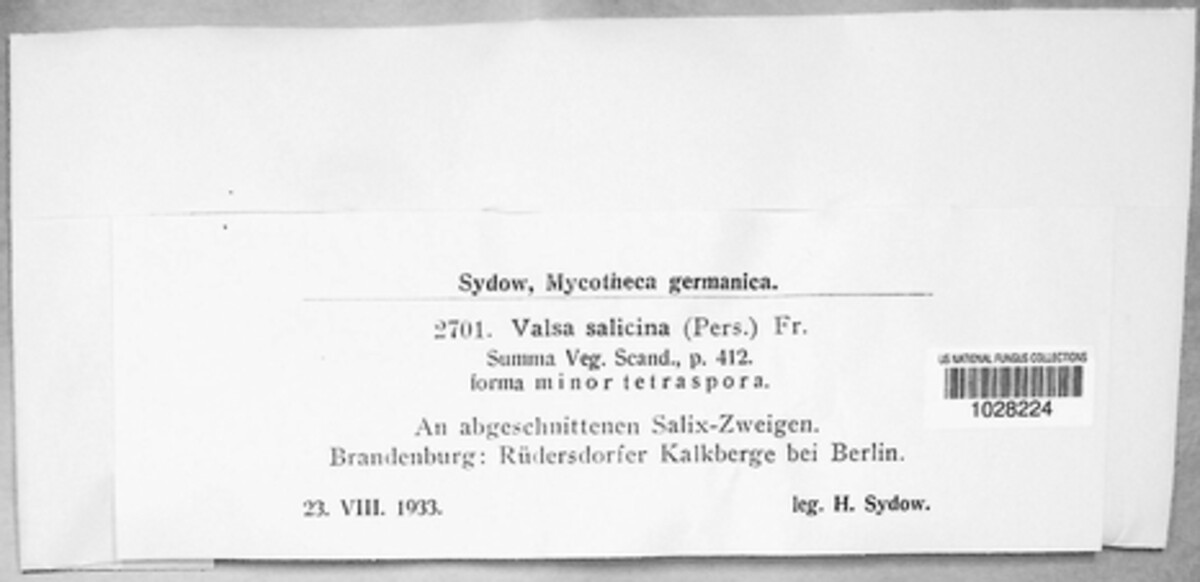 Sydow, Mycotheca germanica.
2701. Valsa salicina (Pers.) Fr.
Summa Veg. Scand., p. 412.
forma minor tetraspora.
An abgeschnittenen Salix-Zweigen.
Brandenburg: Rüdersdorfer Kalkberge bei Berlin.
23. VIII. 1933. leg. H. Sydow.
US NATIONAL FUNGUS COLLECTIONS
1028224